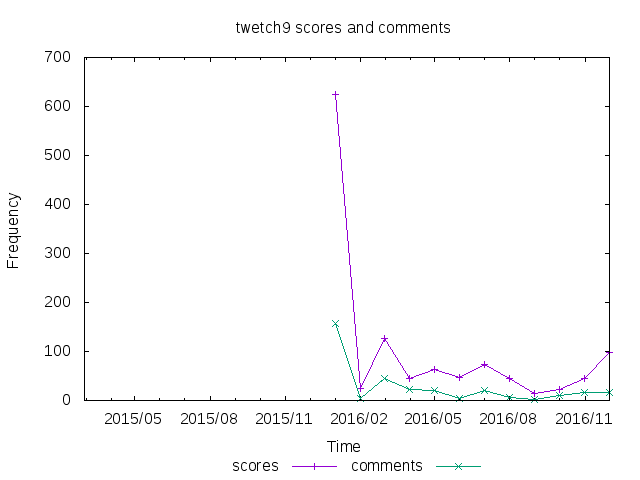 twetch9 scores and comments
700
600
500
400
300
200
100
0
Frequency
2015/05 2015/08 2015/11 2016/02 2016/05 2016/08 2016/11
Time
scores comments